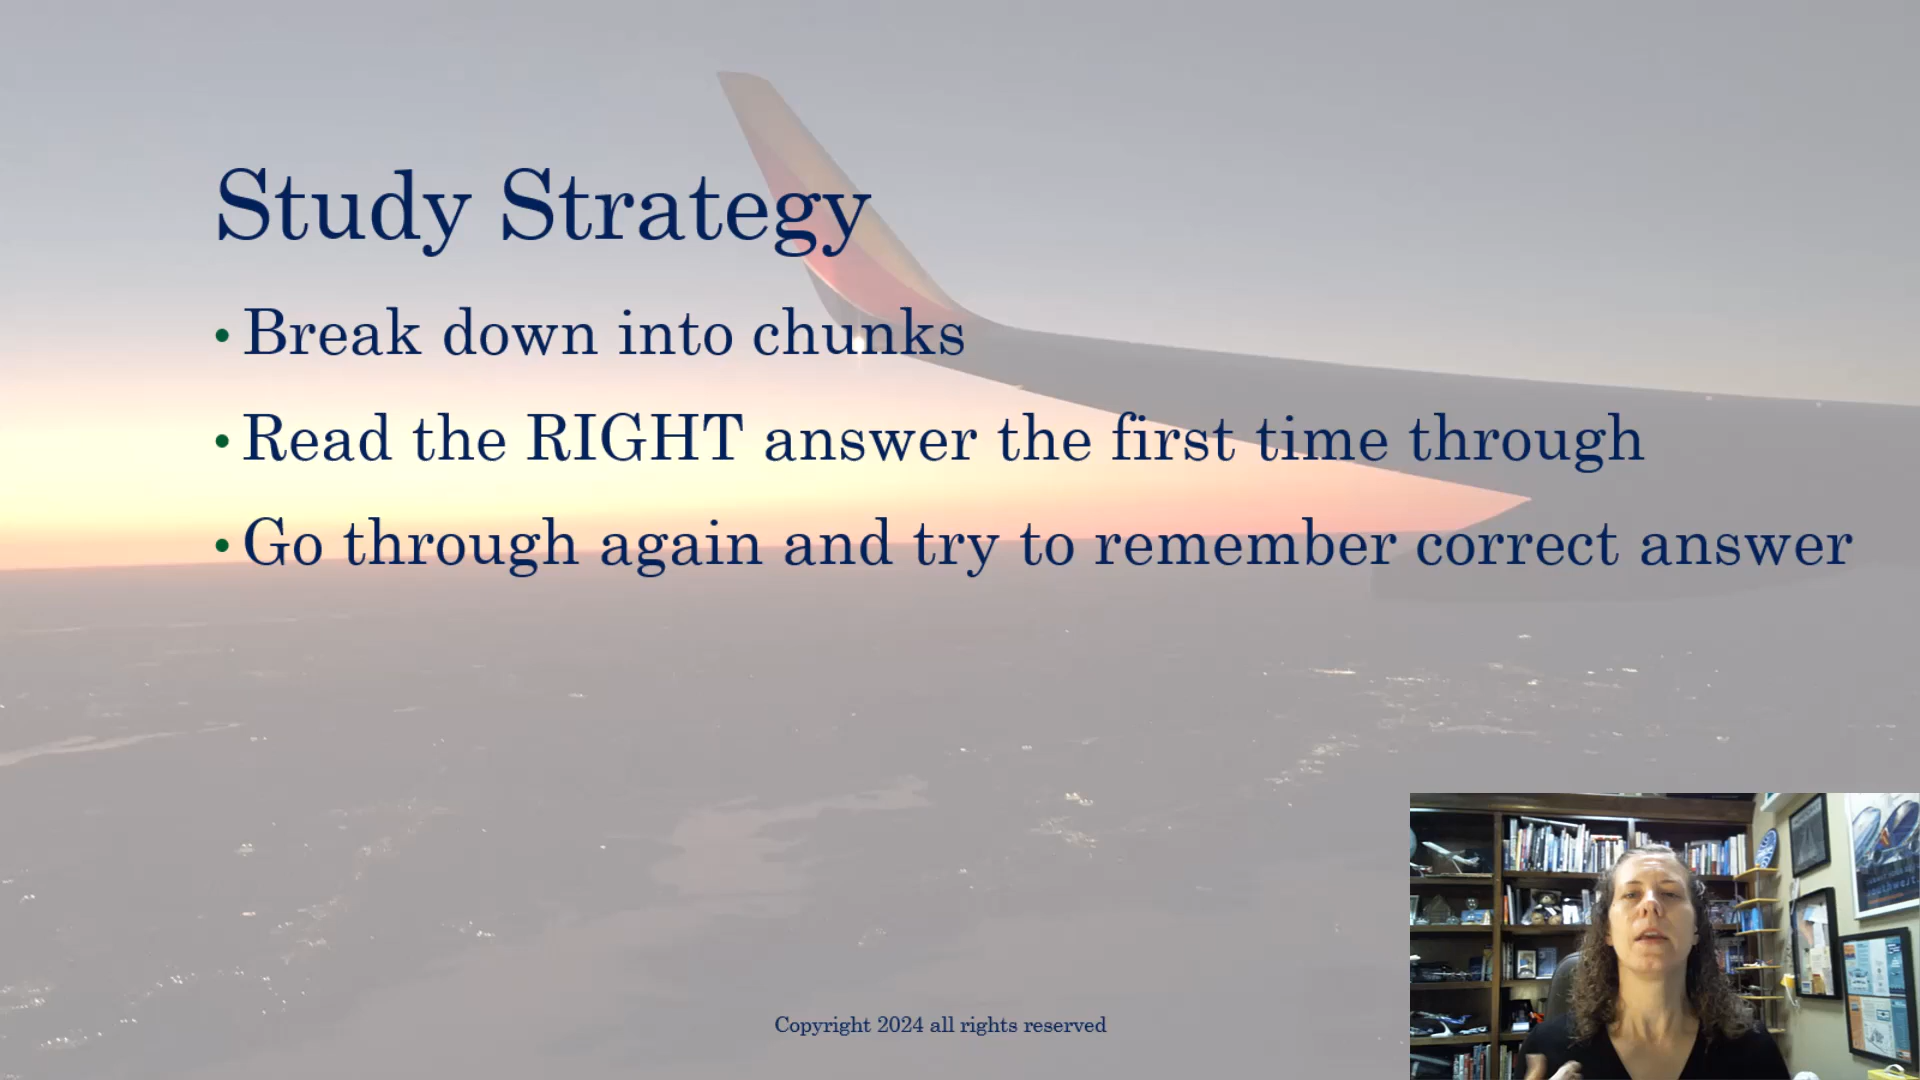 Study Strategy
• Break down into chunks
• Read the RIGHT answer the first time through
• Go through again and try to remember correct answer
Copyright 2024 all rights reserved